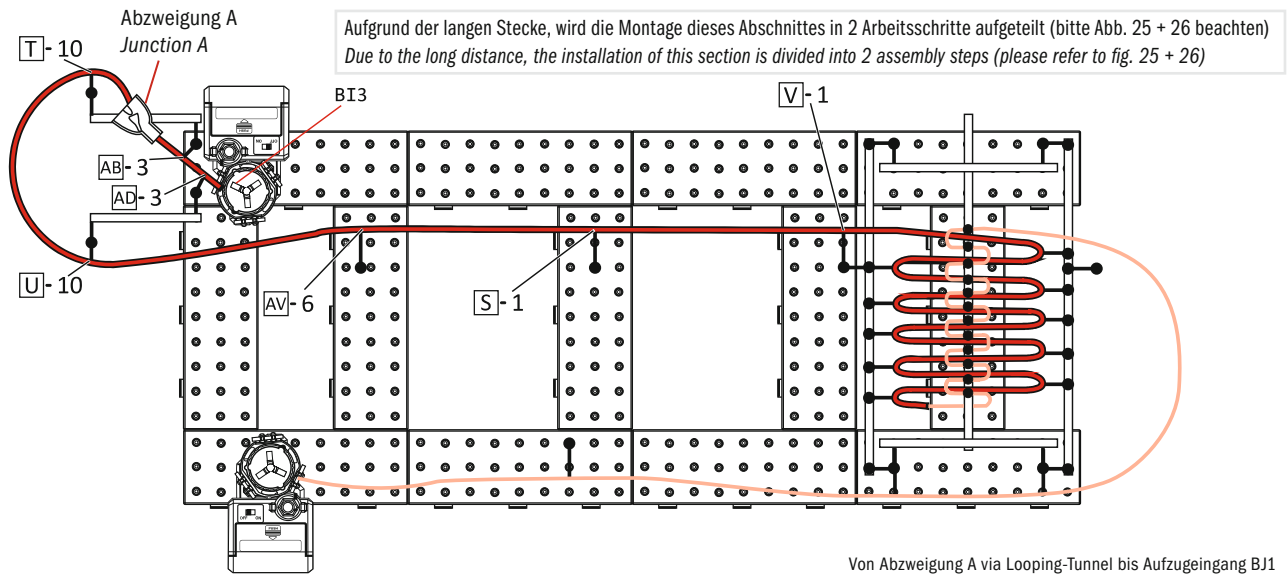 Abzweigung A
Junction A
T - 10
Aufgrund der langen Stecke, wird die Montage dieses Abschnittes in 2 Arbeitsschritte aufgeteilt (bitte Abb. 25 + 26 beachten)
Due to the long distance, the installation of this section is divided into 2 assembly steps (please refer to fig. 25 + 26)
BI3
V - 1
AB - 3
AD - 3
U - 10
AV - 6
S - 1
OFF ON
Von Abzweigung A via Looping-Tunnel bis Aufzugeingang BJ1